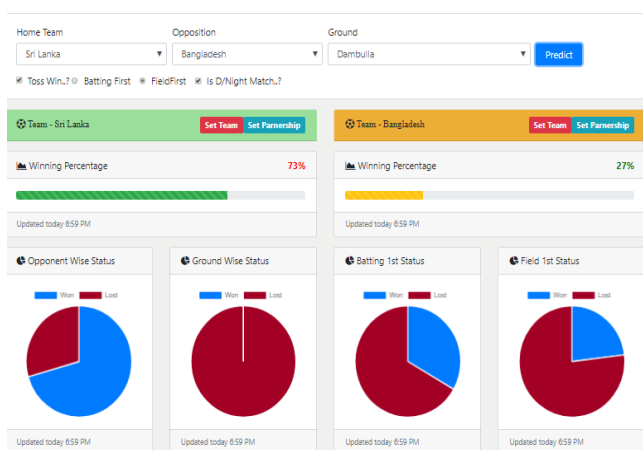 Home Team Opposition Ground
Sri Lanka Bangladesh Dambulla Predict
Toss Win..? Batting First FieldFirst Is D/Night Match..?
Team - Sri Lanka Set Team Set Parnership
Team - Bangladesh Set Team Set Parnership
Winning Percentage 73%
Winning Percentage 27%
Updated today 6:59 PM
Updated today 6:59 PM
Opponent Wise Status
Won Lost
Updated today 6:59 PM
Ground Wise Status
Won Lost
Updated today 6:59 PM
Batting 1st Status
Won Lost
Updated today 6:59 PM
Field 1st Status
Won Lost
Updated today 6:59 PM